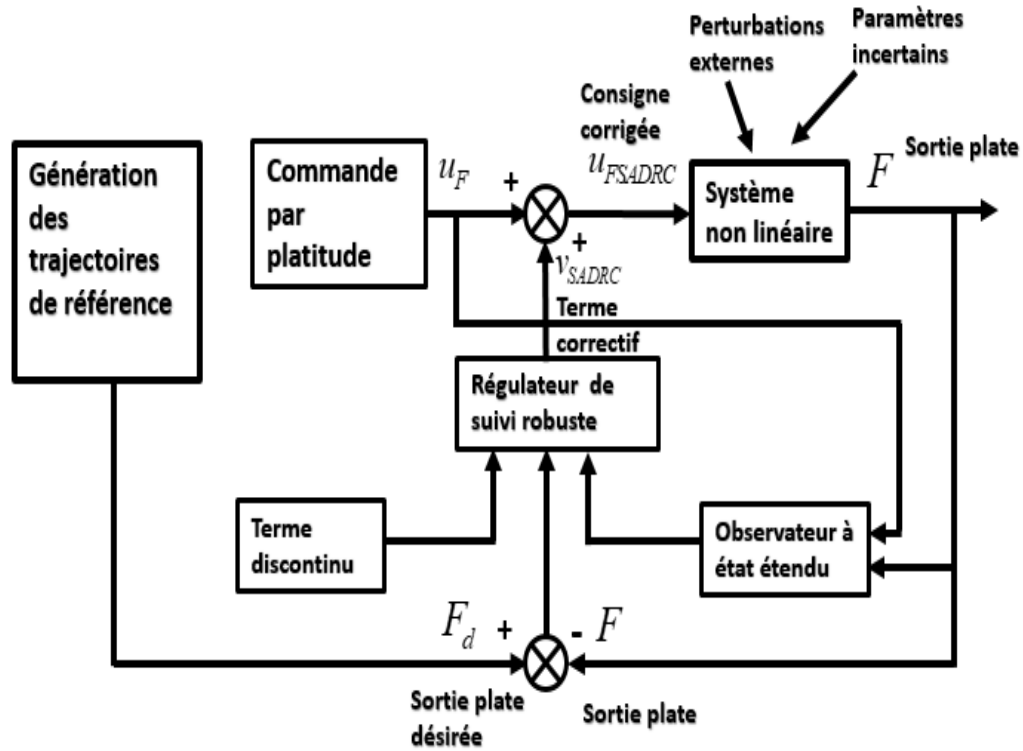 Perturbations
externes
Paramètres
incertains
Consigne
corrigée
Génération
des
trajectoires
de référence
Commande
par
platitude
u_F
+
u_FSADRC
Système
non linéaire
F
Sortie plate
+
v_SADRC
Terme
correctif
Régulateur de
suivi robuste
Terme
discontinu
Observateur à
état étendu
F_d
+
- F
Sortie plate
désirée
Sortie plate